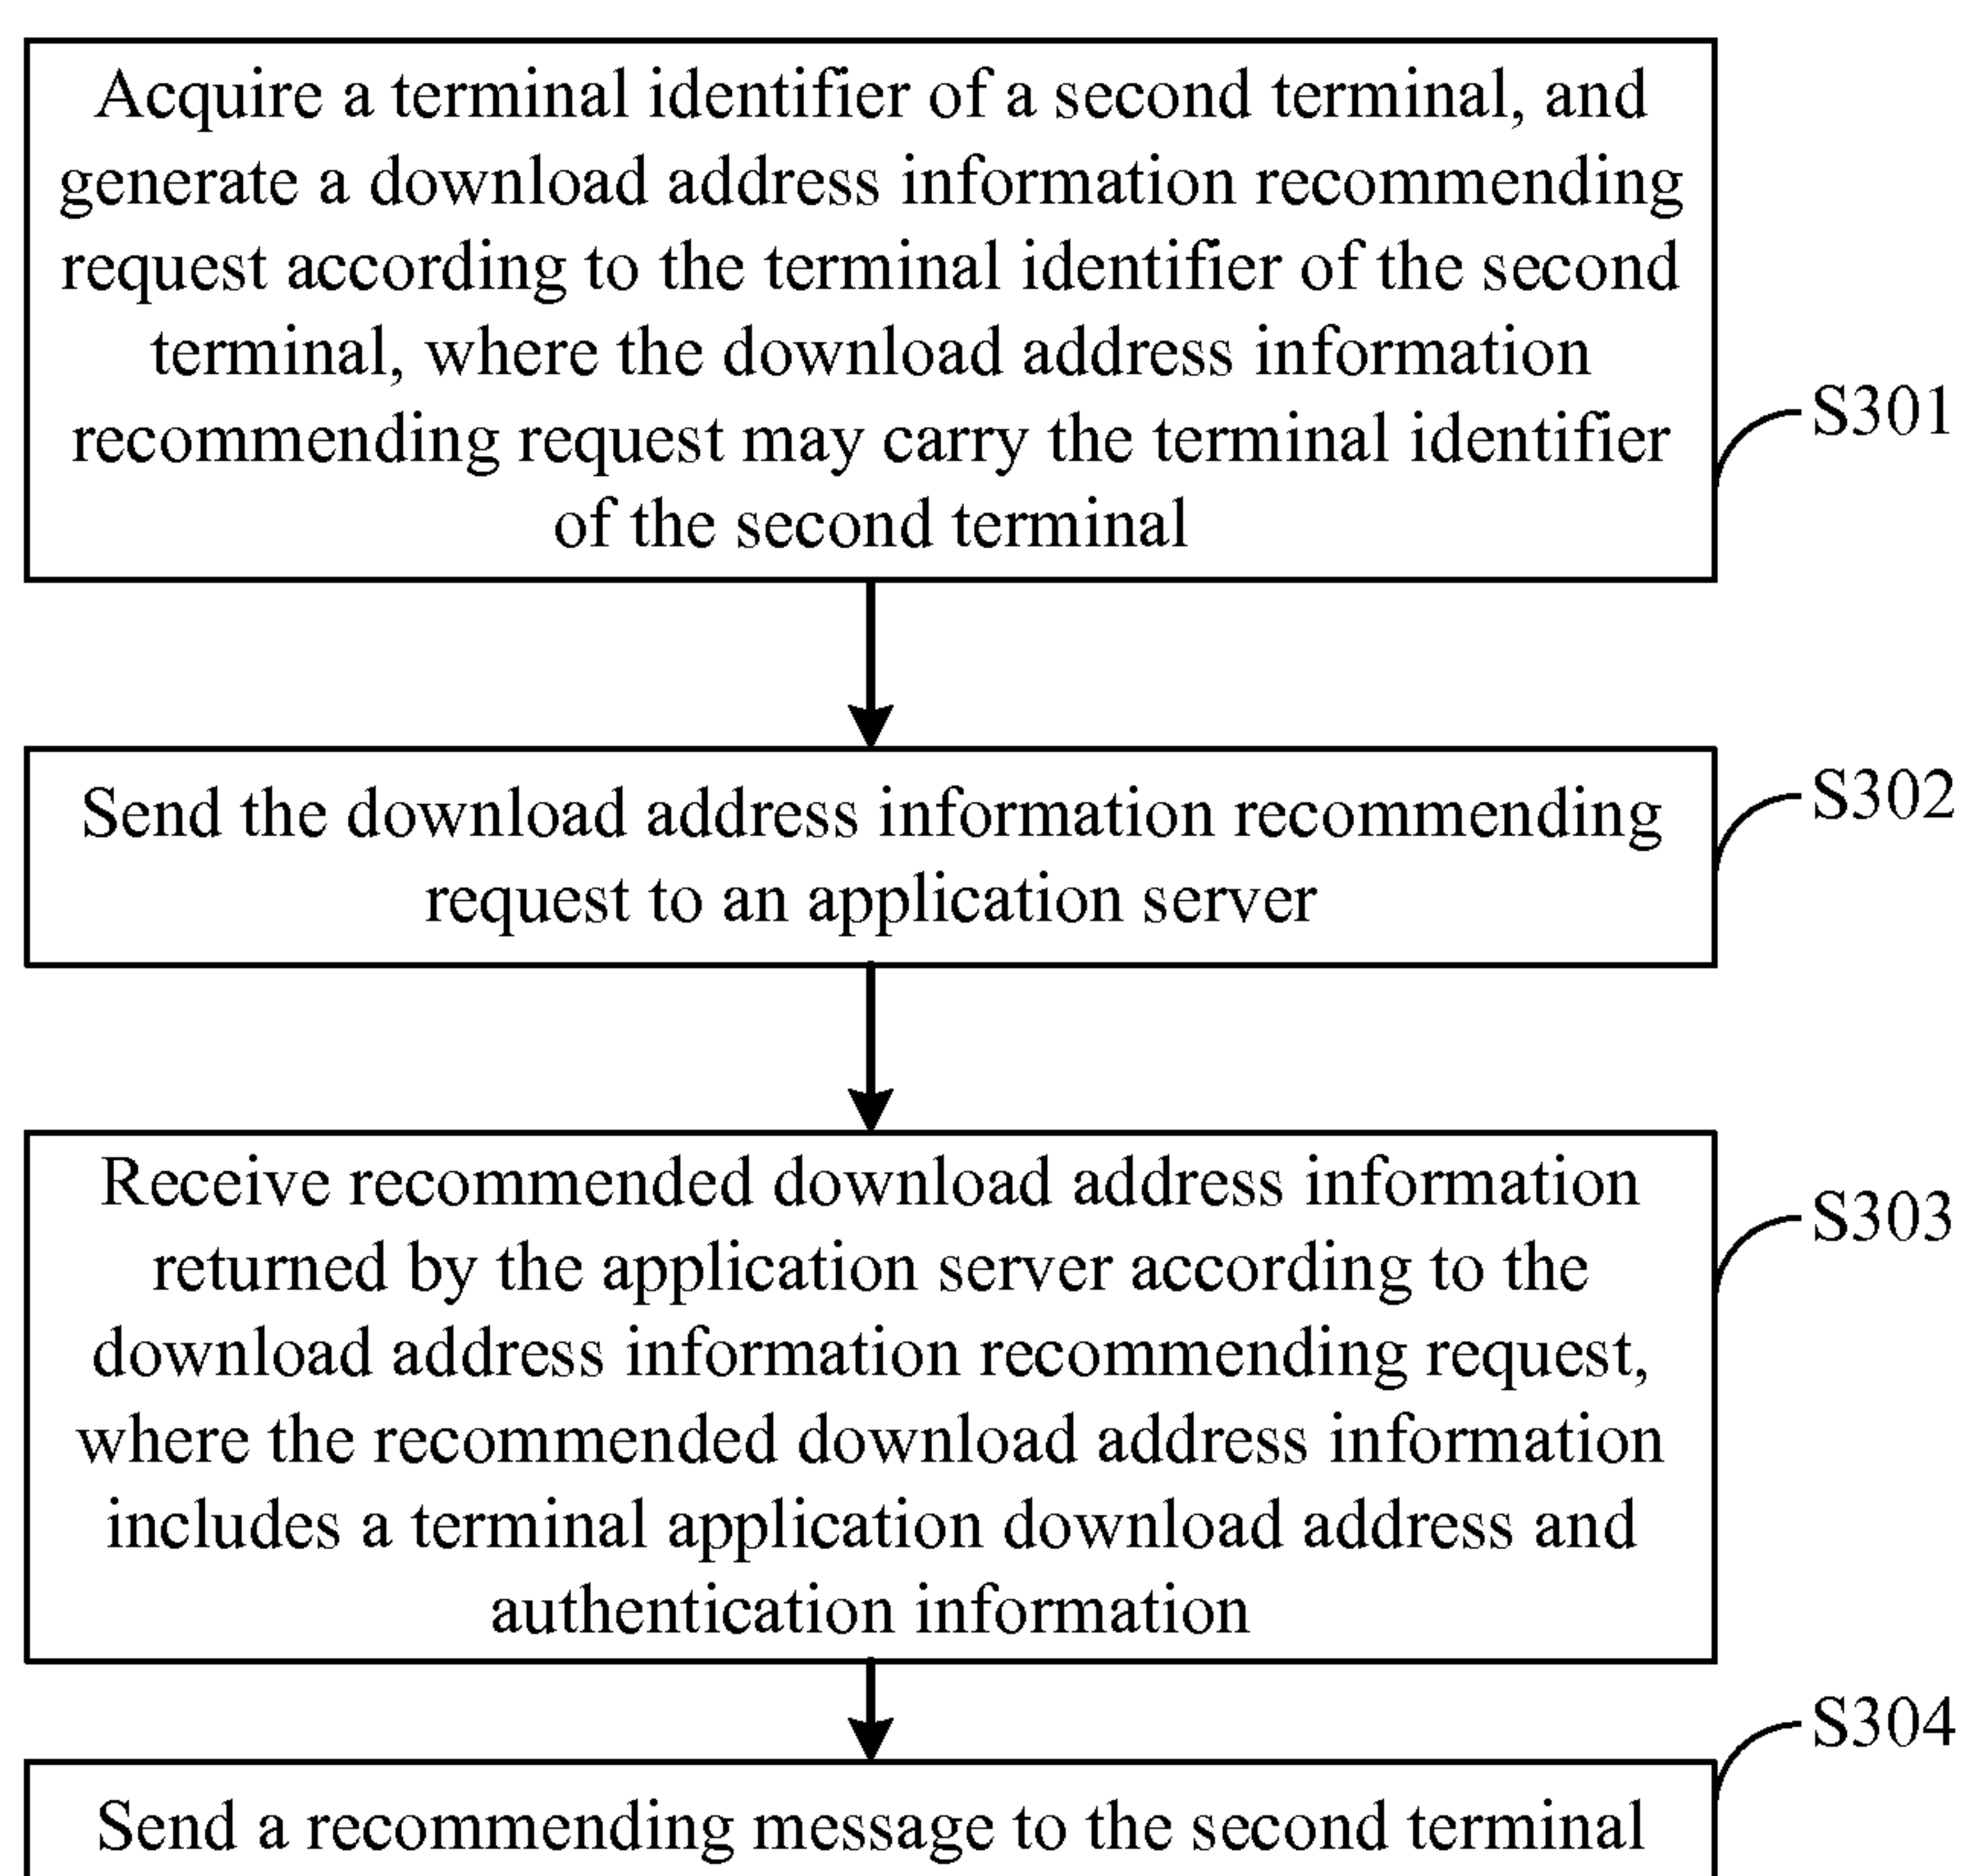 Acquire a terminal identifier of a second terminal, and
generate a download address information recommending
request according to the terminal identifier of the second
terminal, where the download address information
recommending request may carry the terminal identifier
of the second terminal
S301
Send the download address information recommending
request to an application server
S302
Receive recommended download address information
returned by the application server according to the
download address information recommending request,
where the recommended download address information
includes a terminal application download address and
authentication information
S303
Send a recommending message to the second terminal
S304